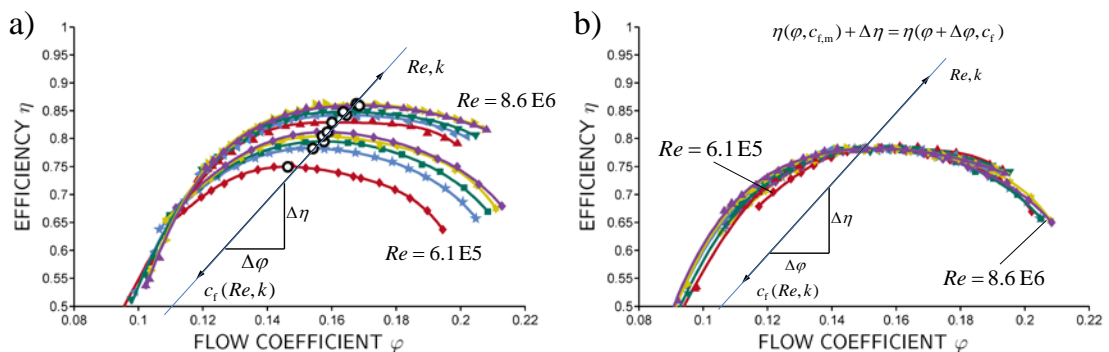 a)
EFFICIENCY η
1
0.95
0.9
0.85
0.8
0.75
0.7
0.65
0.6
0.55
0.5
0.08
0.1
0.12
0.14
0.16
0.18
0.2
0.22
FLOW COEFFICIENT φ
Re, k
Re = 8.6 E6
Δη
Δφ
Re = 6.1 E5
c_f (Re, k)
b)
η(φ, c_f,m) + Δη = η(φ + Δφ, c_f)
EFFICIENCY η
1
0.95
0.9
0.85
0.8
0.75
0.7
0.65
0.6
0.55
0.5
0.08
0.1
0.12
0.14
0.16
0.18
0.2
0.22
FLOW COEFFICIENT φ
Re, k
Re = 6.1 E5
Δη
Δφ
Re = 8.6 E6
c_f (Re, k)